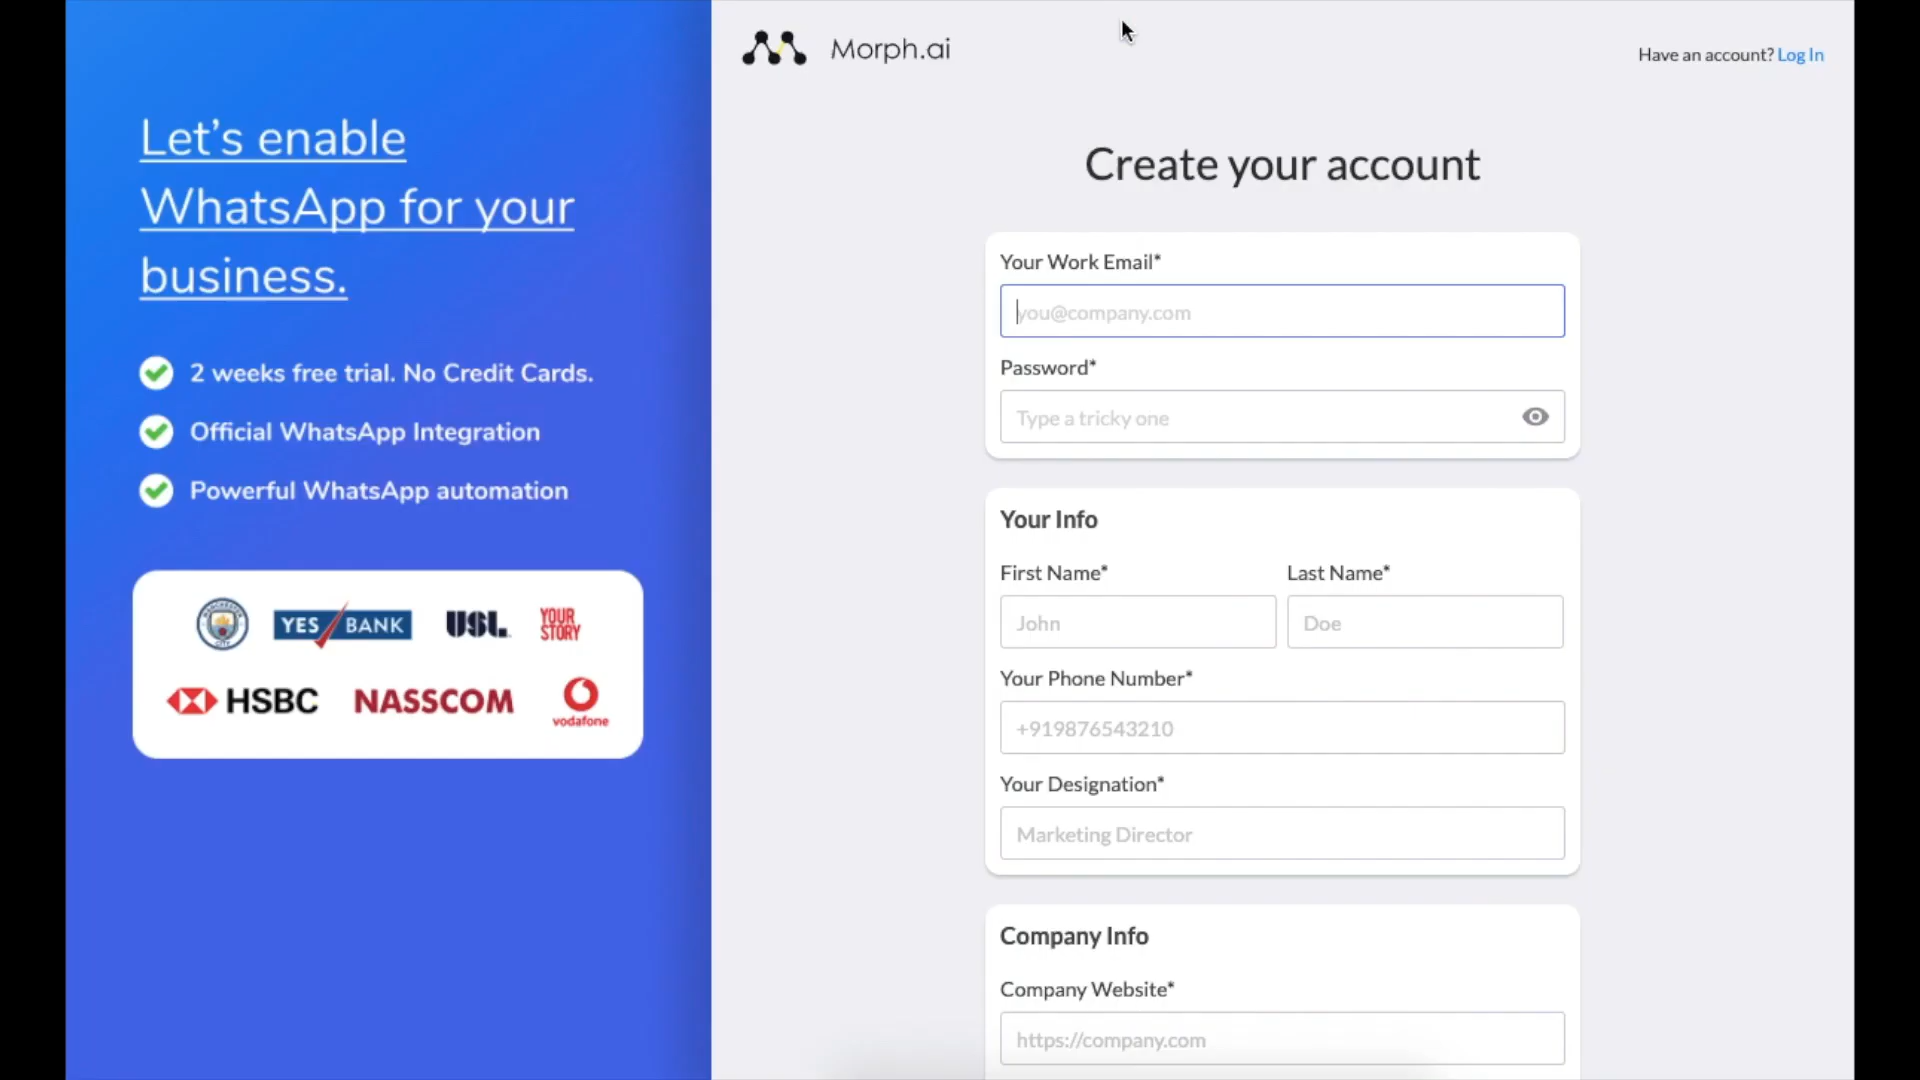 Let's enable
WhatsApp for your
business.
2 weeks free trial. No Credit Cards.
Official WhatsApp Integration
Powerful WhatsApp automation
MANCHESTER
CITY
YES BANK
USL
YOUR
STORY
HSBC
NASSCOM
vodafone
Morph.ai
Have an account? Log In
Create your account
Your Work Email*
you@company.com
Password*
Type a tricky one
Your Info
First Name*
Last Name*
John
Doe
Your Phone Number*
+919876543210
Your Designation*
Marketing Director
Company Info
Company Website*
https://company.com